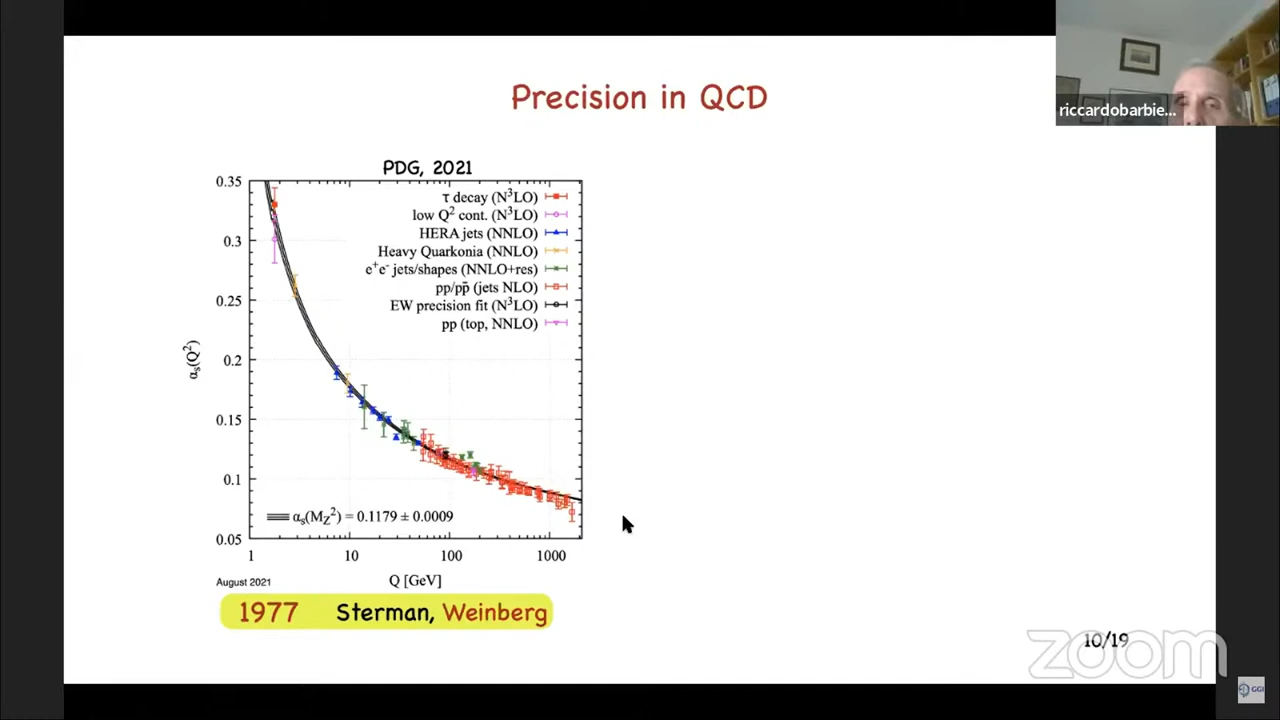 Precision in QCD
riccardobarbie...
PDG, 2021
0.35
0.3
0.25
0.2
0.15
0.1
0.05
αs(Q²)
τ decay (N³LO)
low Q² cont. (N³LO)
HERA jets (NNLO)
Heavy Quarkonia (NNLO)
e⁺e⁻ jets/shapes (NNLO+res)
pp/pp̄ (jets NLO)
EW precision fit (N³LO)
pp (top, NNLO)
αs(MZ²) = 0.1179 ± 0.0009
1 10 100 1000
Q [GeV]
August 2021
1977 Sterman, Weinberg
10/19
zoom
GGI